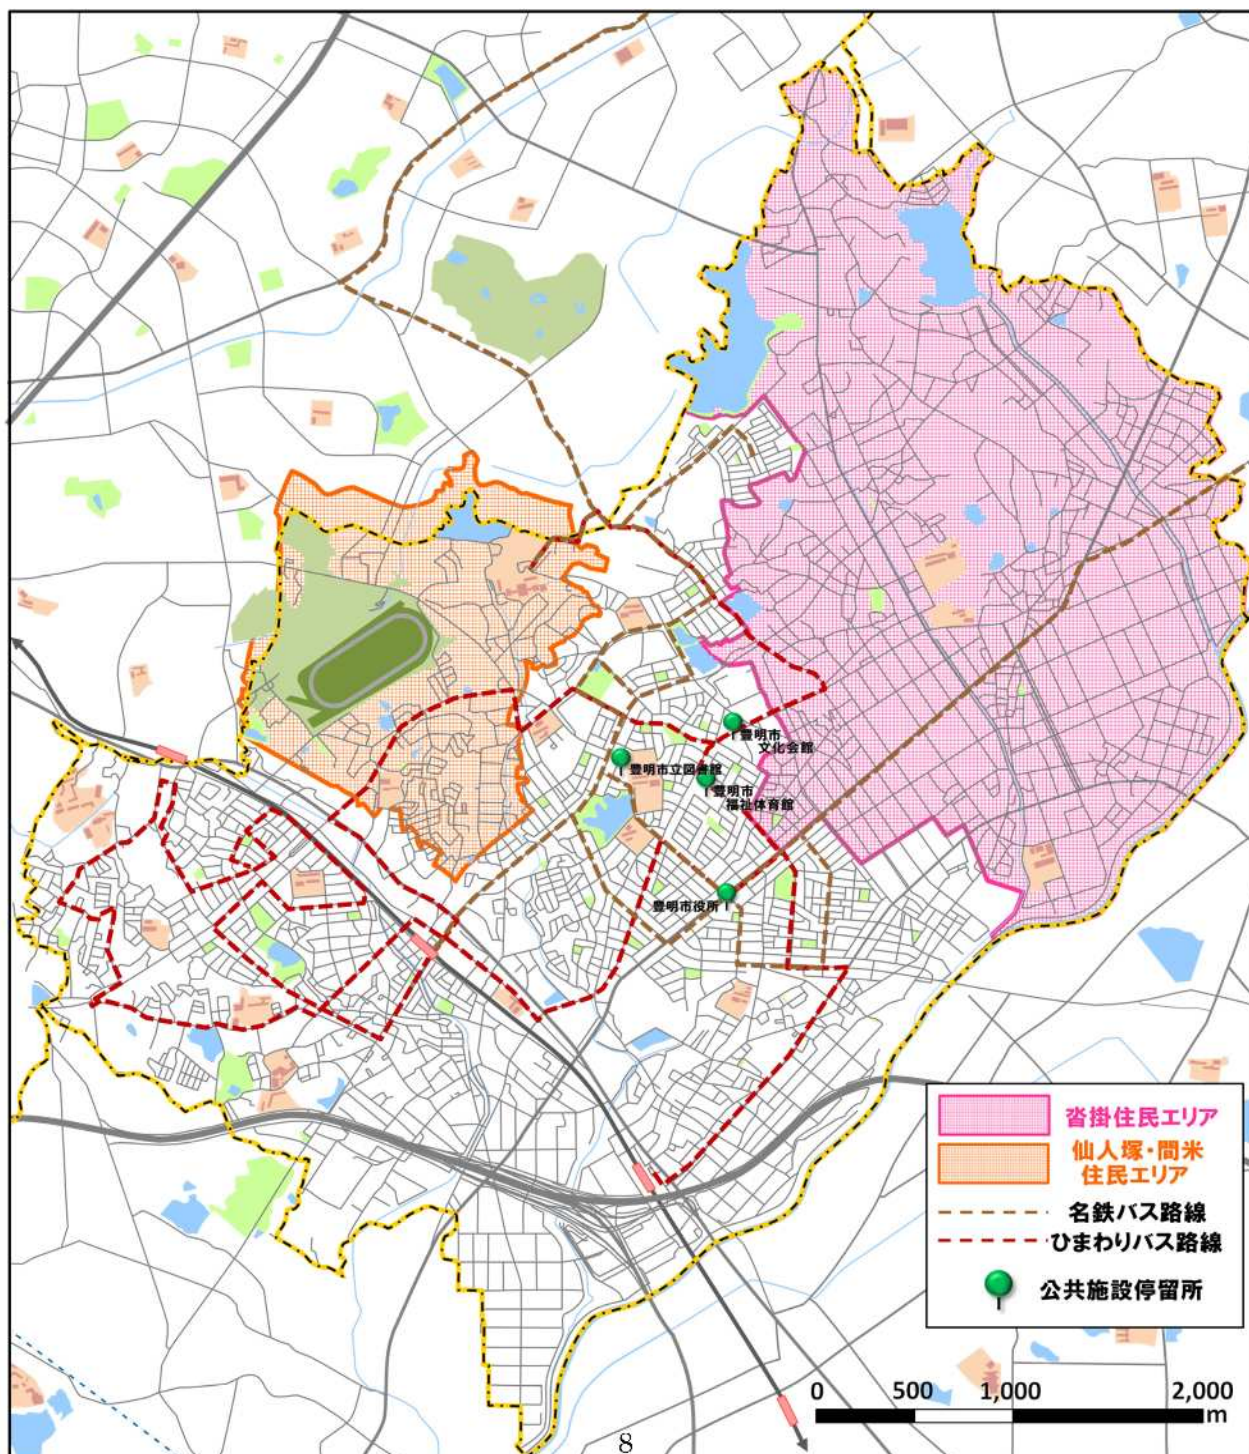 豊明市
文化会館
豊明市立図書館
豊明市
福祉体育館
豊明市役所
沓掛住民エリア
仙人塚・間米
住民エリア
名鉄バス路線
ひまわりバス路線
公共施設停留所
0 500 1,000 2,000
m
8